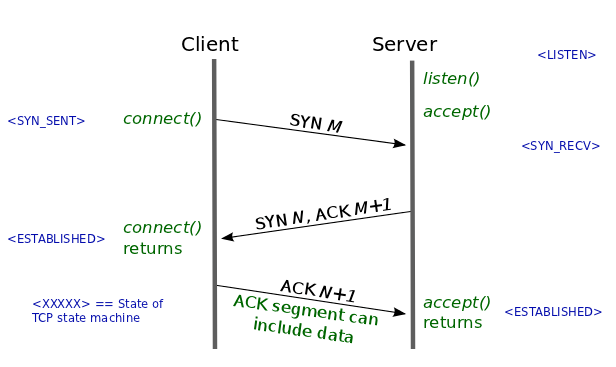 Client
Server
<LISTEN>
listen()
accept()
<SYN_SENT>
connect()
SYN M
<SYN_RECV>
SYN N, ACK M+1
connect()
returns
<ESTABLISHED>
ACK N+1
ACK segment can
include data
<XXXXX> == State of
TCP state machine
accept()
returns
<ESTABLISHED>